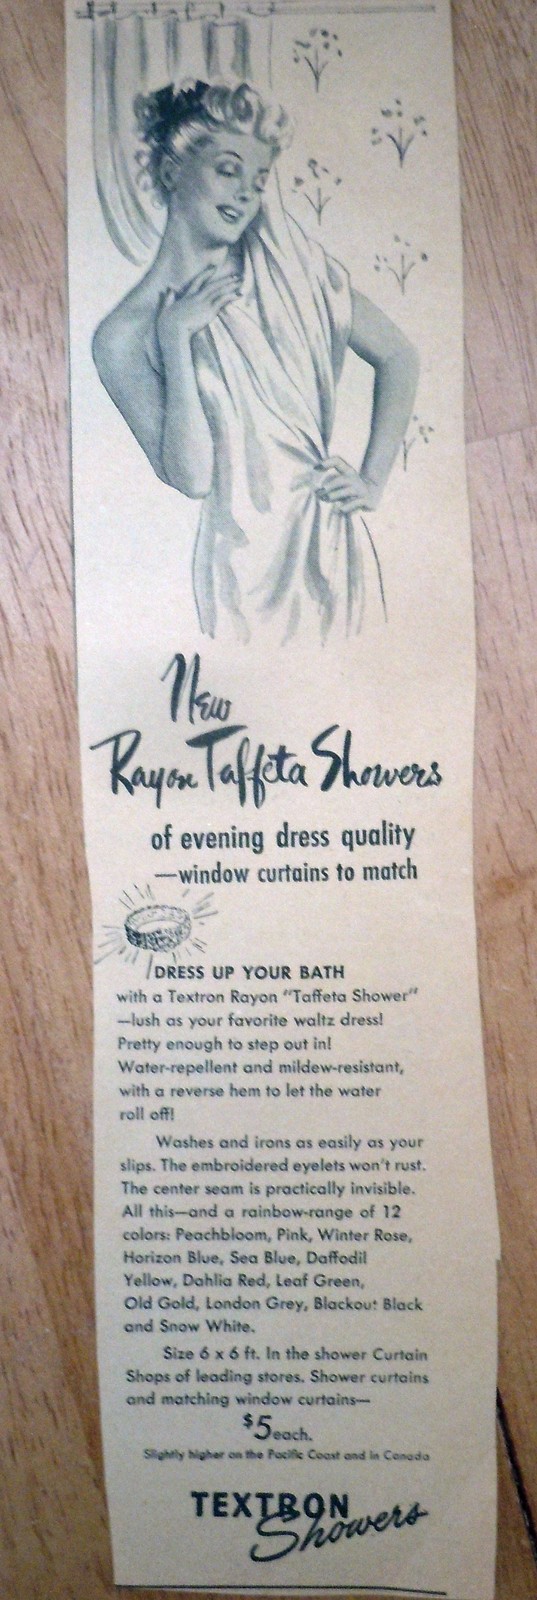 New
Rayon Taffeta Showers
of evening dress quality
—window curtains to match
DRESS UP YOUR BATH
with a Textron Rayon "Taffeta Shower"
—lush as your favorite waltz dress!
Pretty enough to step out in!
Water-repellent and mildew-resistant,
with a reverse hem to let the water
roll off!
Washes and irons as easily as your
slips. The embroidered eyelets won't rust.
The center seam is practically invisible.
All this—and a rainbow-range of 12
colors: Peachbloom, Pink, Winter Rose,
Horizon Blue, Sea Blue, Daffodil
Yellow, Dahlia Red, Leaf Green,
Old Gold, London Grey, Blackout Black
and Snow White.
Size 6 x 6 ft. In the shower Curtain
Shops of leading stores. Shower curtains
and matching window curtains—
$5 each.
Slightly higher on the Pacific Coast and in Canada
TEXTRON
Showers